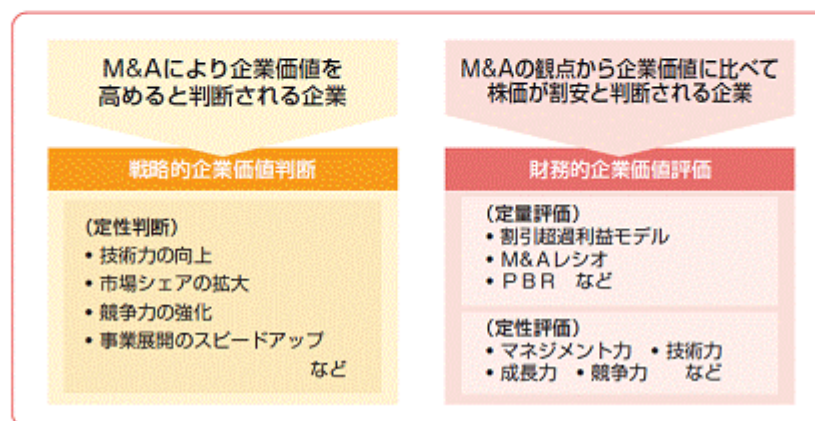 M&Aにより企業価値を
高めると判断される企業
戦略的企業価値判断
（定性判断）
• 技術力の向上
• 市場シェアの拡大
• 競争力の強化
• 事業展開のスピードアップ
など
M&Aの観点から企業価値に比べて
株価が割安と判断される企業
財務的企業価値評価
（定量評価）
• 割引超過利益モデル
• M&Aレシオ
• ＰＢＲ　など
（定性評価）
• マネジメント力　• 技術力
• 成長力　• 競争力　　など